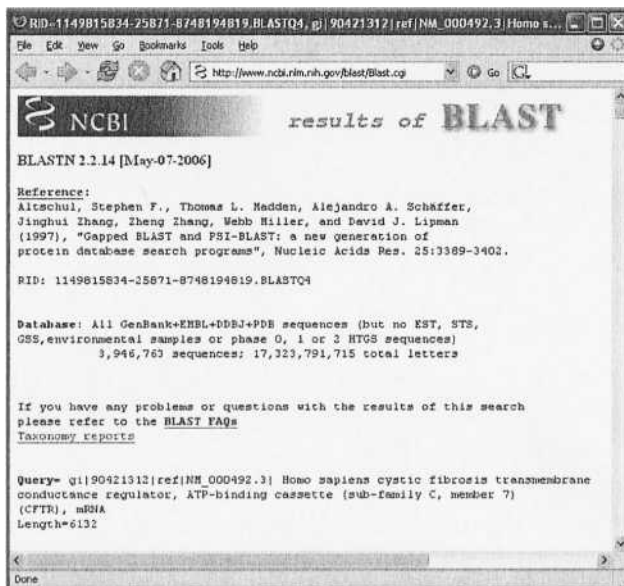 RID=1149815834-25871-8748194819.BLASTQ4, gi|90421312|ref|NM_000492.3|Homo s...
File Edit View Go Bookmarks Tools Help
http://www.ncbi.nlm.nih.gov/blast/Blast.cgi Go
NCBI results of BLAST
BLASTN 2.2.14 [May-07-2006]
Reference:
Altschul, Stephen F., Thomas L. Madden, Alejandro A. Schäffer,
Jinghui Zhang, Zheng Zhang, Webb Miller, and David J. Lipman
(1997), "Gapped BLAST and PSI-BLAST: a new generation of
protein database search programs", Nucleic Acids Res. 25:3389-3402.
RID: 1149815834-25871-8748194819.BLASTQ4
Database: All GenBank+EMBL+DDBJ+PDB sequences (but no EST, STS,
GSS,environmental samples or phase 0, 1 or 2 HTGS sequences)
3,946,763 sequences; 17,323,791,715 total letters
If you have any problems or questions with the results of this search
please refer to the BLAST FAQs
Taxonomy reports
Query= gi|90421312|ref|NM_000492.3| Homo sapiens cystic fibrosis transmembrane
conductance regulator, ATP-binding cassette (sub-family C, member 7)
(CFTR), mRNA
Length=6132
Done